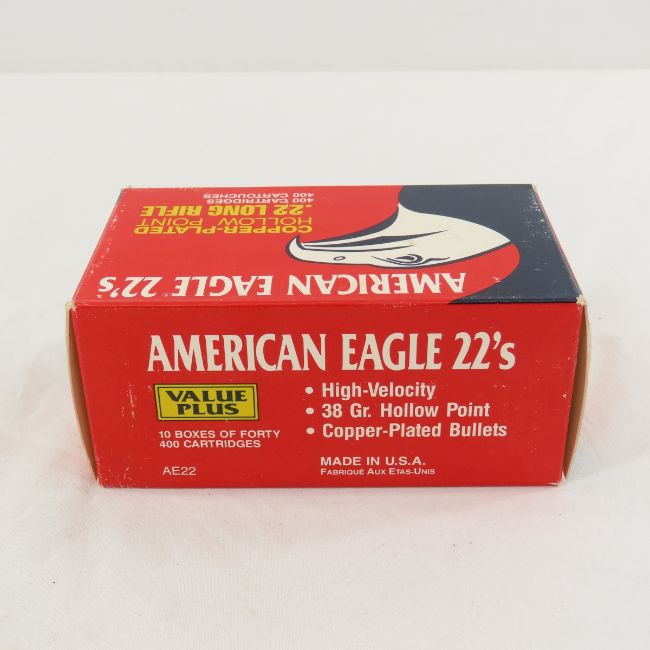 COPPER-PLATED
HOLLOW POINT
.22 LONG RIFLE
400 CARTRIDGES
400 CARTOUCHES
AMERICAN EAGLE 22's
AMERICAN EAGLE 22's
VALUE
PLUS
10 BOXES OF FORTY
400 CARTRIDGES
AE22
• High-Velocity
• 38 Gr. Hollow Point
• Copper-Plated Bullets
MADE IN U.S.A.
FABRIQUÉ AUX ETAS-UNIS